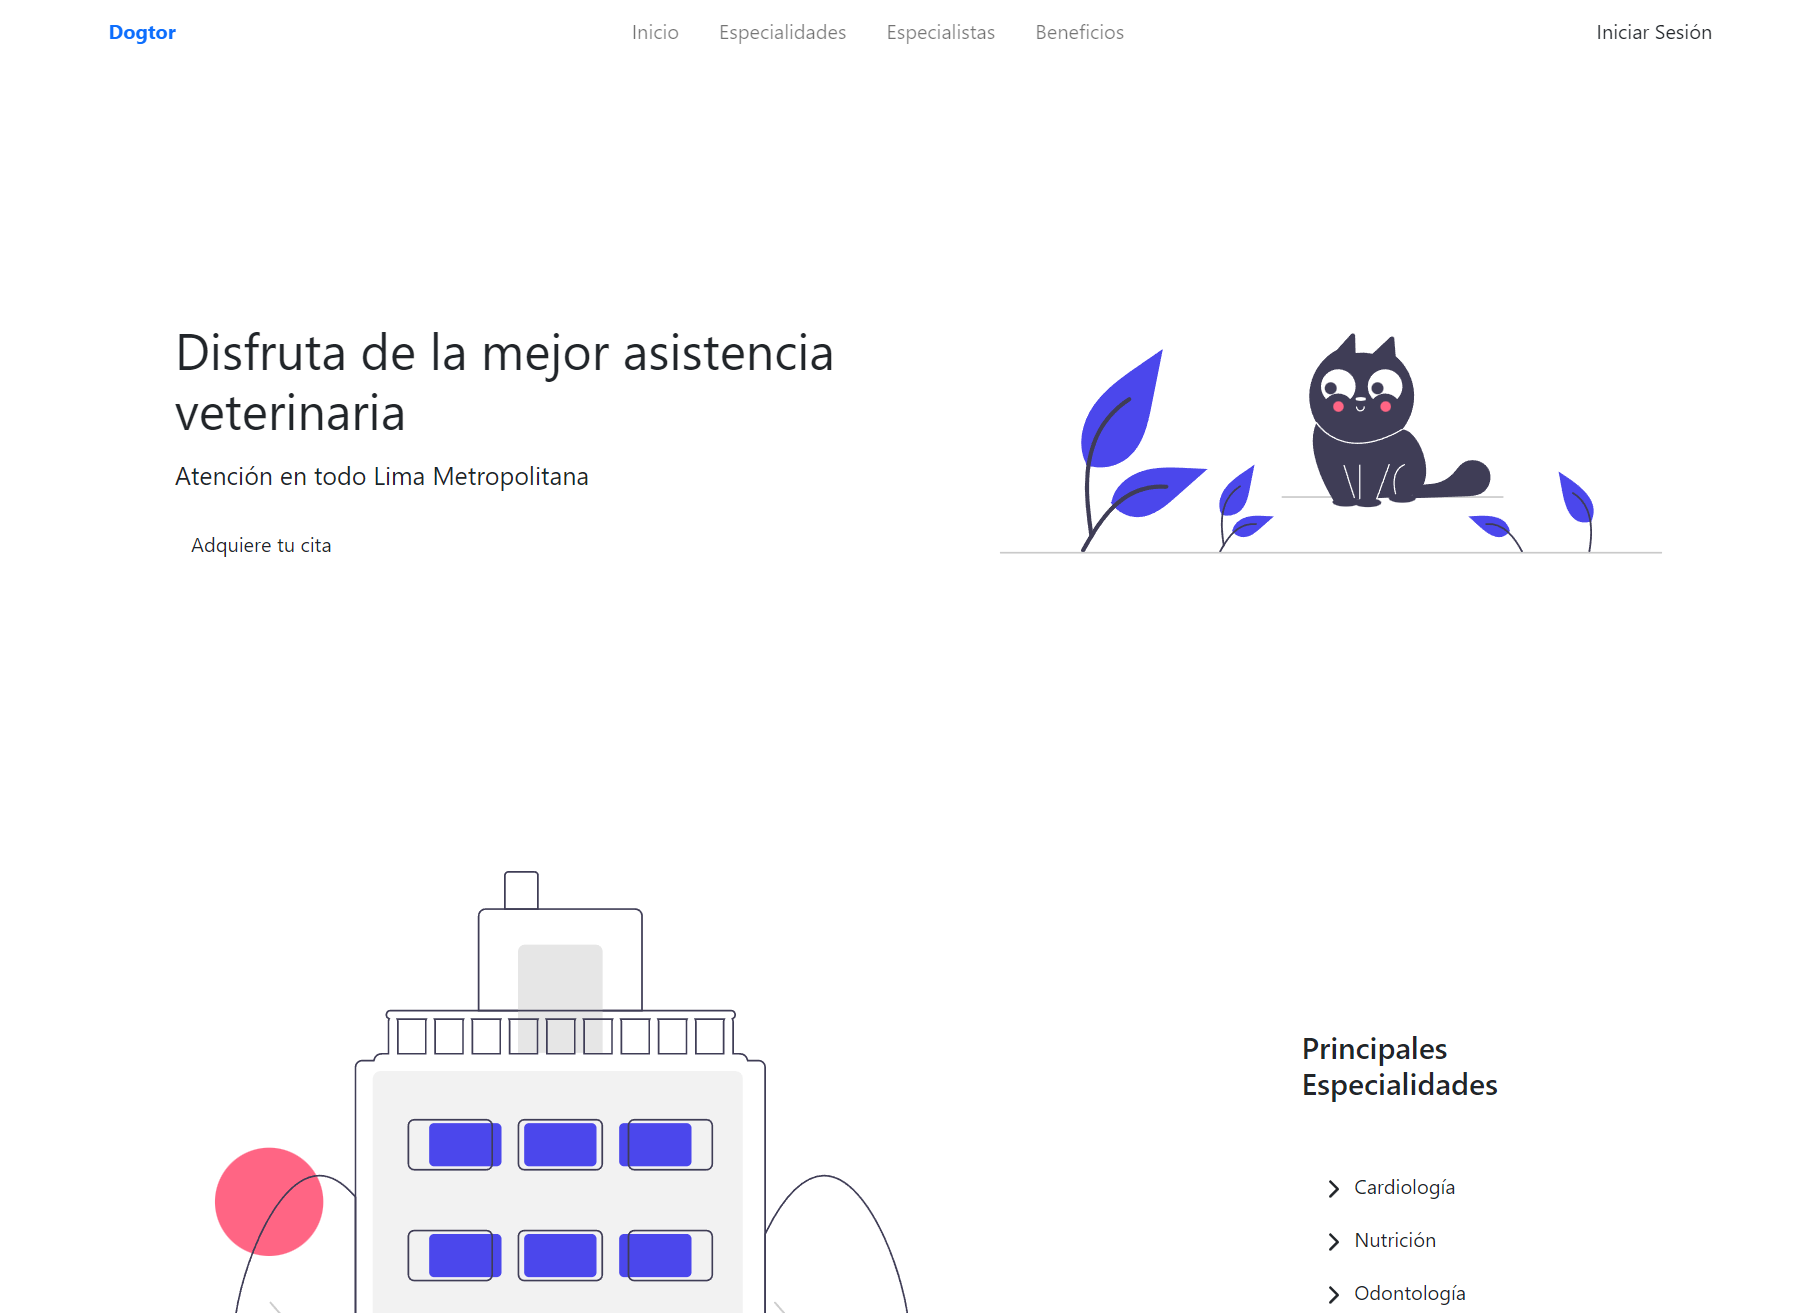 Dogtor
Inicio
Especialidades
Especialistas
Beneficios
Iniciar Sesión
Disfruta de la mejor asistencia
veterinaria
Atención en todo Lima Metropolitana
Adquiere tu cita
Principales
Especialidades
Cardiología
Nutrición
Odontología